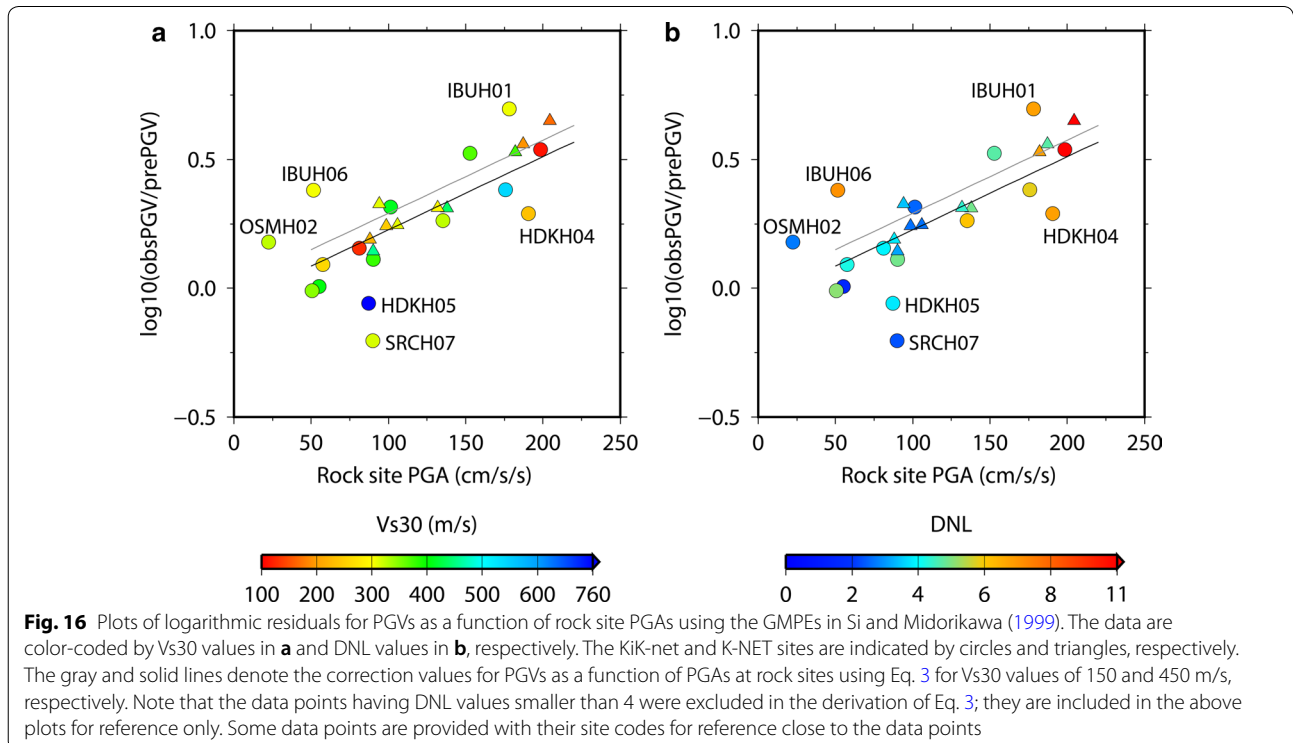 a
b
1.0
0.5
0.0
−0.5
log10(obsPGV/prePGV)
IBUH01
IBUH06
OSMH02
HDKH04
HDKH05
SRCH07
0 50 100 150 200 250
Rock site PGA (cm/s/s)
1.0
0.5
0.0
−0.5
log10(obsPGV/prePGV)
IBUH01
IBUH06
OSMH02
HDKH04
HDKH05
SRCH07
0 50 100 150 200 250
Rock site PGA (cm/s/s)
Vs30 (m/s)
100 200 300 400 500 600 760
DNL
0 2 4 6 8 11
Fig. 16 Plots of logarithmic residuals for PGVs as a function of rock site PGAs using the GMPEs in Si and Midorikawa (1999). The data are
color-coded by Vs30 values in a and DNL values in b, respectively. The KiK-net and K-NET sites are indicated by circles and triangles, respectively.
The gray and solid lines denote the correction values for PGVs as a function of PGAs at rock sites using Eq. 3 for Vs30 values of 150 and 450 m/s,
respectively. Note that the data points having DNL values smaller than 4 were excluded in the derivation of Eq. 3; they are included in the above
plots for reference only. Some data points are provided with their site codes for reference close to the data points